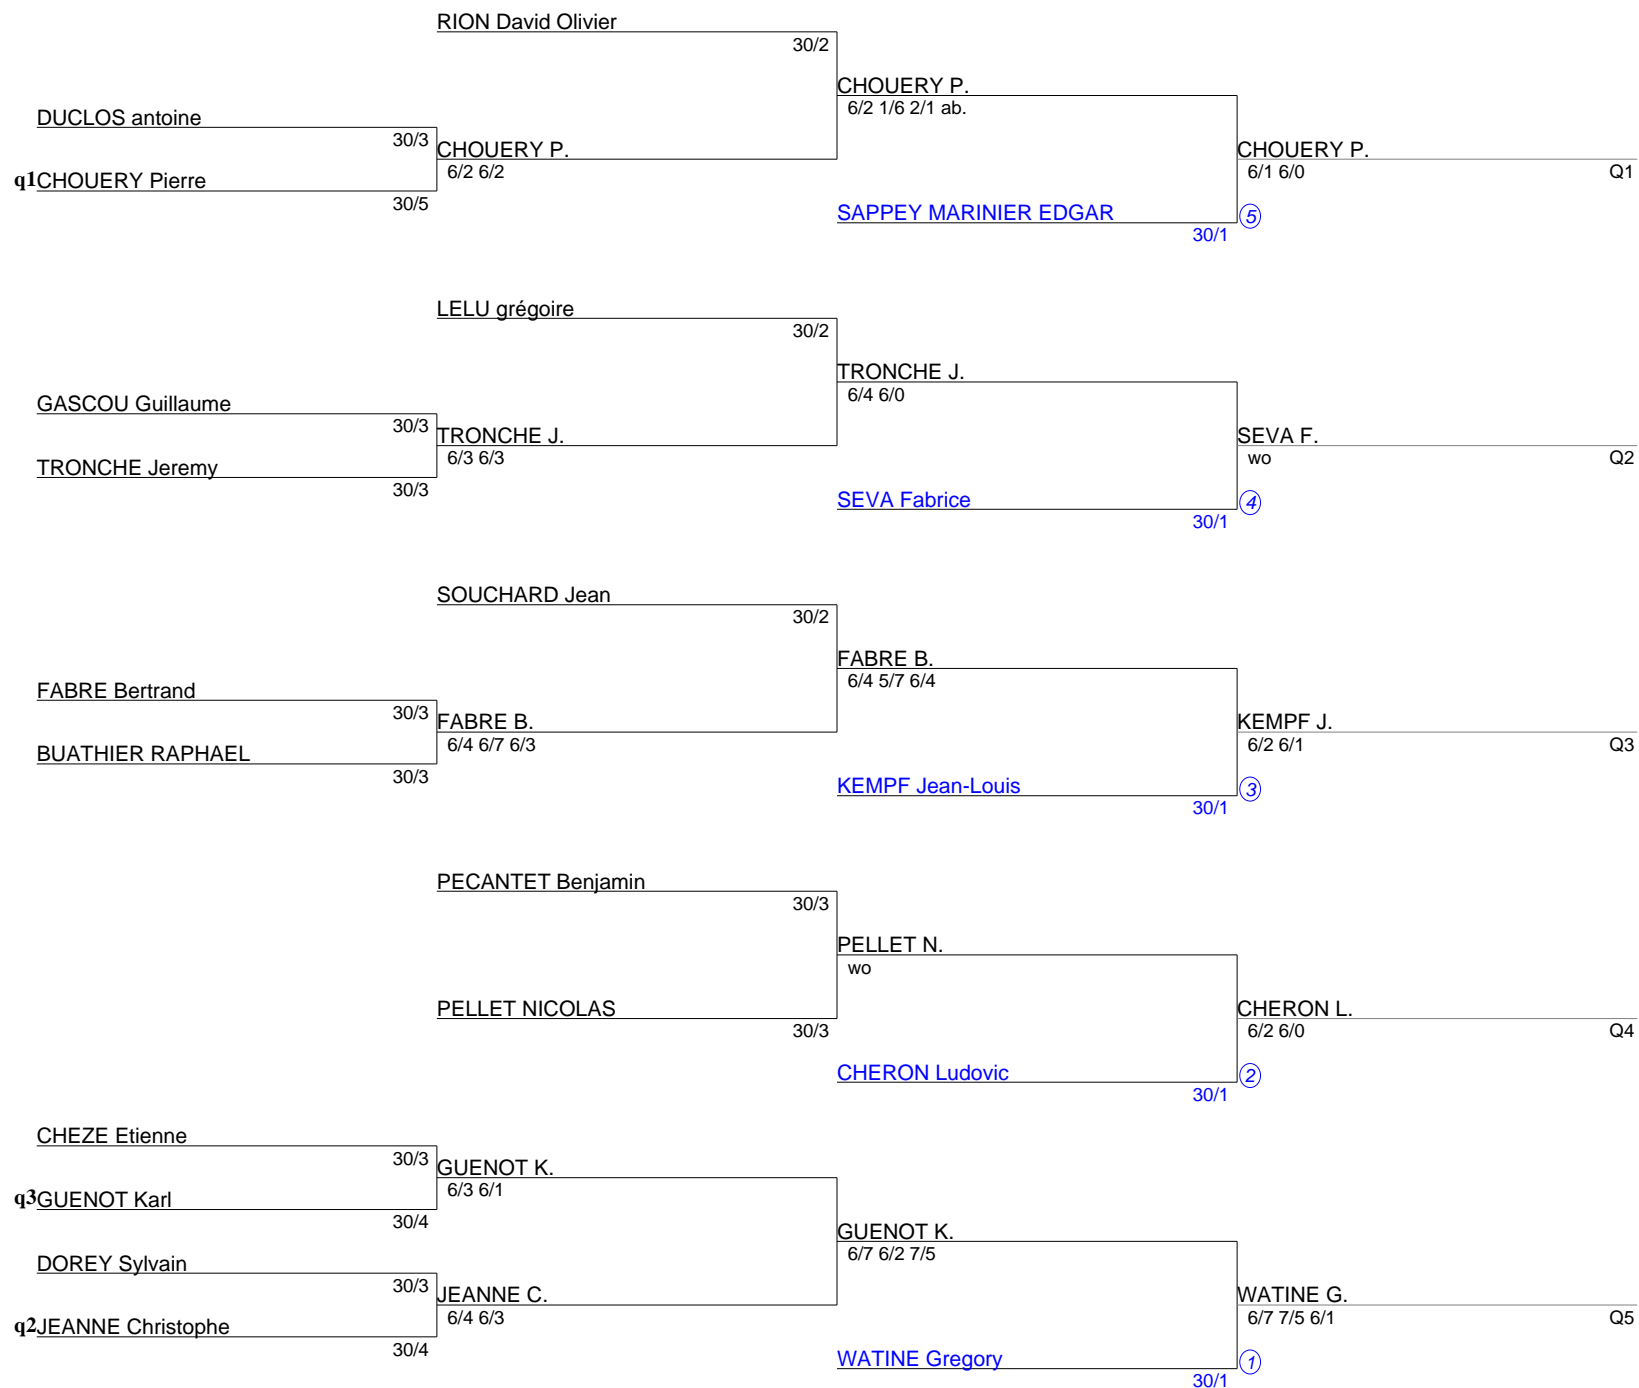 RION David Olivier
30/2
CHOUERY P.
6/2 1/6 2/1 ab.
DUCLOS antoine
30/3
CHOUERY P.
6/2 6/2
CHOUERY P.
6/1 6/0
Q1
q1 CHOUERY Pierre
30/5
SAPPEY MARINIER EDGAR
5
30/1
LELU grégoire
30/2
TRONCHE J.
6/4 6/0
GASCOU Guillaume
30/3
TRONCHE J.
6/3 6/3
SEVA F.
wo
Q2
TRONCHE Jeremy
30/3
SEVA Fabrice
4
30/1
SOUCHARD Jean
30/2
FABRE B.
6/4 5/7 6/4
FABRE Bertrand
30/3
FABRE B.
6/4 6/7 6/3
KEMPF J.
6/2 6/1
Q3
BUATHIER RAPHAEL
30/3
KEMPF Jean-Louis
3
30/1
PECANTET Benjamin
30/3
PELLET N.
wo
PELLET NICOLAS
30/3
CHERON L.
6/2 6/0
Q4
CHERON Ludovic
2
30/1
CHEZE Etienne
30/3
GUENOT K.
6/3 6/1
q3 GUENOT Karl
30/4
GUENOT K.
6/7 6/2 7/5
DOREY Sylvain
30/3
JEANNE C.
6/4 6/3
WATINE G.
6/7 7/5 6/1
Q5
q2 JEANNE Christophe
30/4
WATINE Gregory
1
30/1